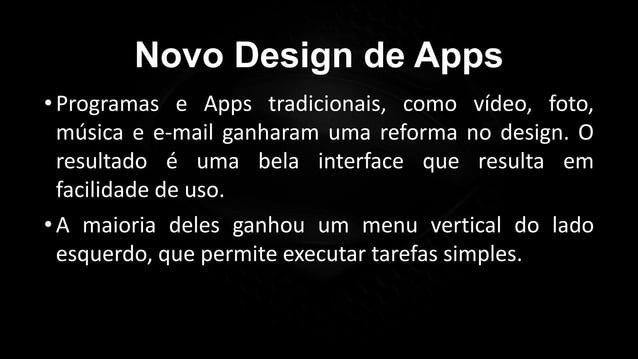 Novo Design de Apps
•Programas e Apps tradicionais, como vídeo, foto,
música e e-mail ganharam uma reforma no design. O
resultado é uma bela interface que resulta em
facilidade de uso.
•A maioria deles ganhou um menu vertical do lado
esquerdo, que permite executar tarefas simples.